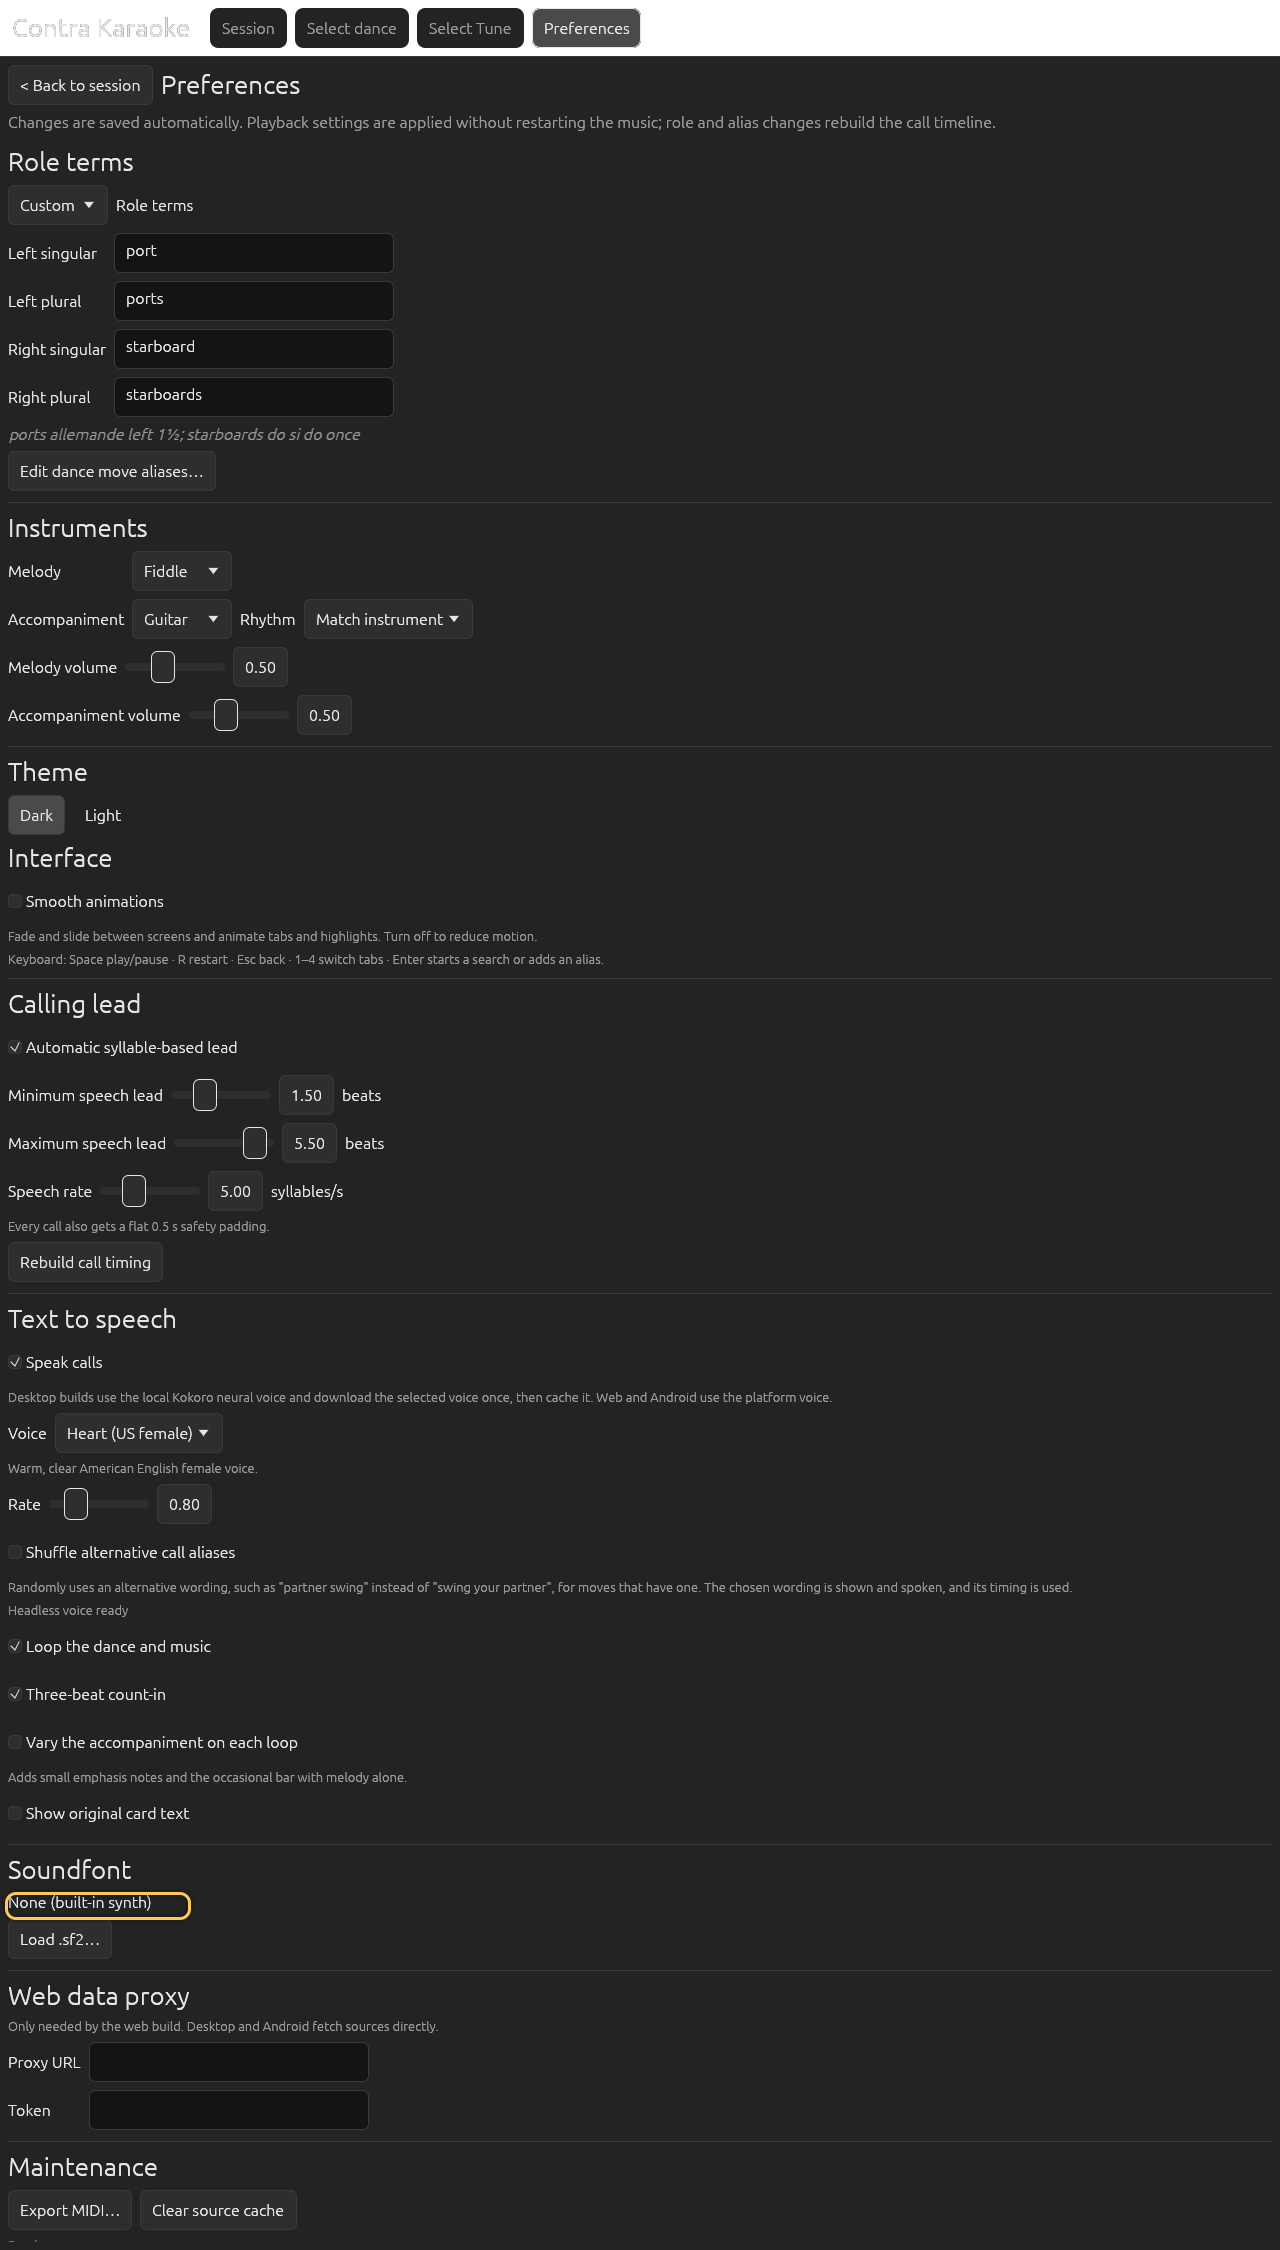 Contra Karaoke
Session
Select dance
Select Tune
Preferences
< Back to session
Preferences
Changes are saved automatically. Playback settings are applied without restarting the music; role and alias changes rebuild the call timeline.
Role terms
Custom
Role terms
Left singular
port
Left plural
ports
Right singular
starboard
Right plural
starboards
ports allemande left 1½; starboards do si do once
Edit dance move aliases...
Instruments
Melody
Fiddle
Accompaniment
Guitar
Rhythm
Match instrument
Melody volume
0.50
Accompaniment volume
0.50
Theme
Dark
Light
Interface
Smooth animations
Fade and slide between screens and animate tabs and highlights. Turn off to reduce motion.
Keyboard: Space play/pause · R restart · Esc back · 1–4 switch tabs · Enter starts a search or adds an alias.
Calling lead
Automatic syllable-based lead
Minimum speech lead
1.50
beats
Maximum speech lead
5.50
beats
Speech rate
5.00
syllables/s
Every call also gets a flat 0.5 s safety padding.
Rebuild call timing
Text to speech
Speak calls
Desktop builds use the local Kokoro neural voice and download the selected voice once, then cache it. Web and Android use the platform voice.
Voice
Heart (US female)
Warm, clear American English female voice.
Rate
0.80
Shuffle alternative call aliases
Randomly uses an alternative wording, such as "partner swing" instead of "swing your partner", for moves that have one. The chosen wording is shown and spoken, and its timing is used.
Headless voice ready
Loop the dance and music
Three-beat count-in
Vary the accompaniment on each loop
Adds small emphasis notes and the occasional bar with melody alone.
Show original card text
Soundfont
None (built-in synth)
Load .sf2...
Web data proxy
Only needed by the web build. Desktop and Android fetch sources directly.
Proxy URL
Token
Maintenance
Export MIDI...
Clear source cache